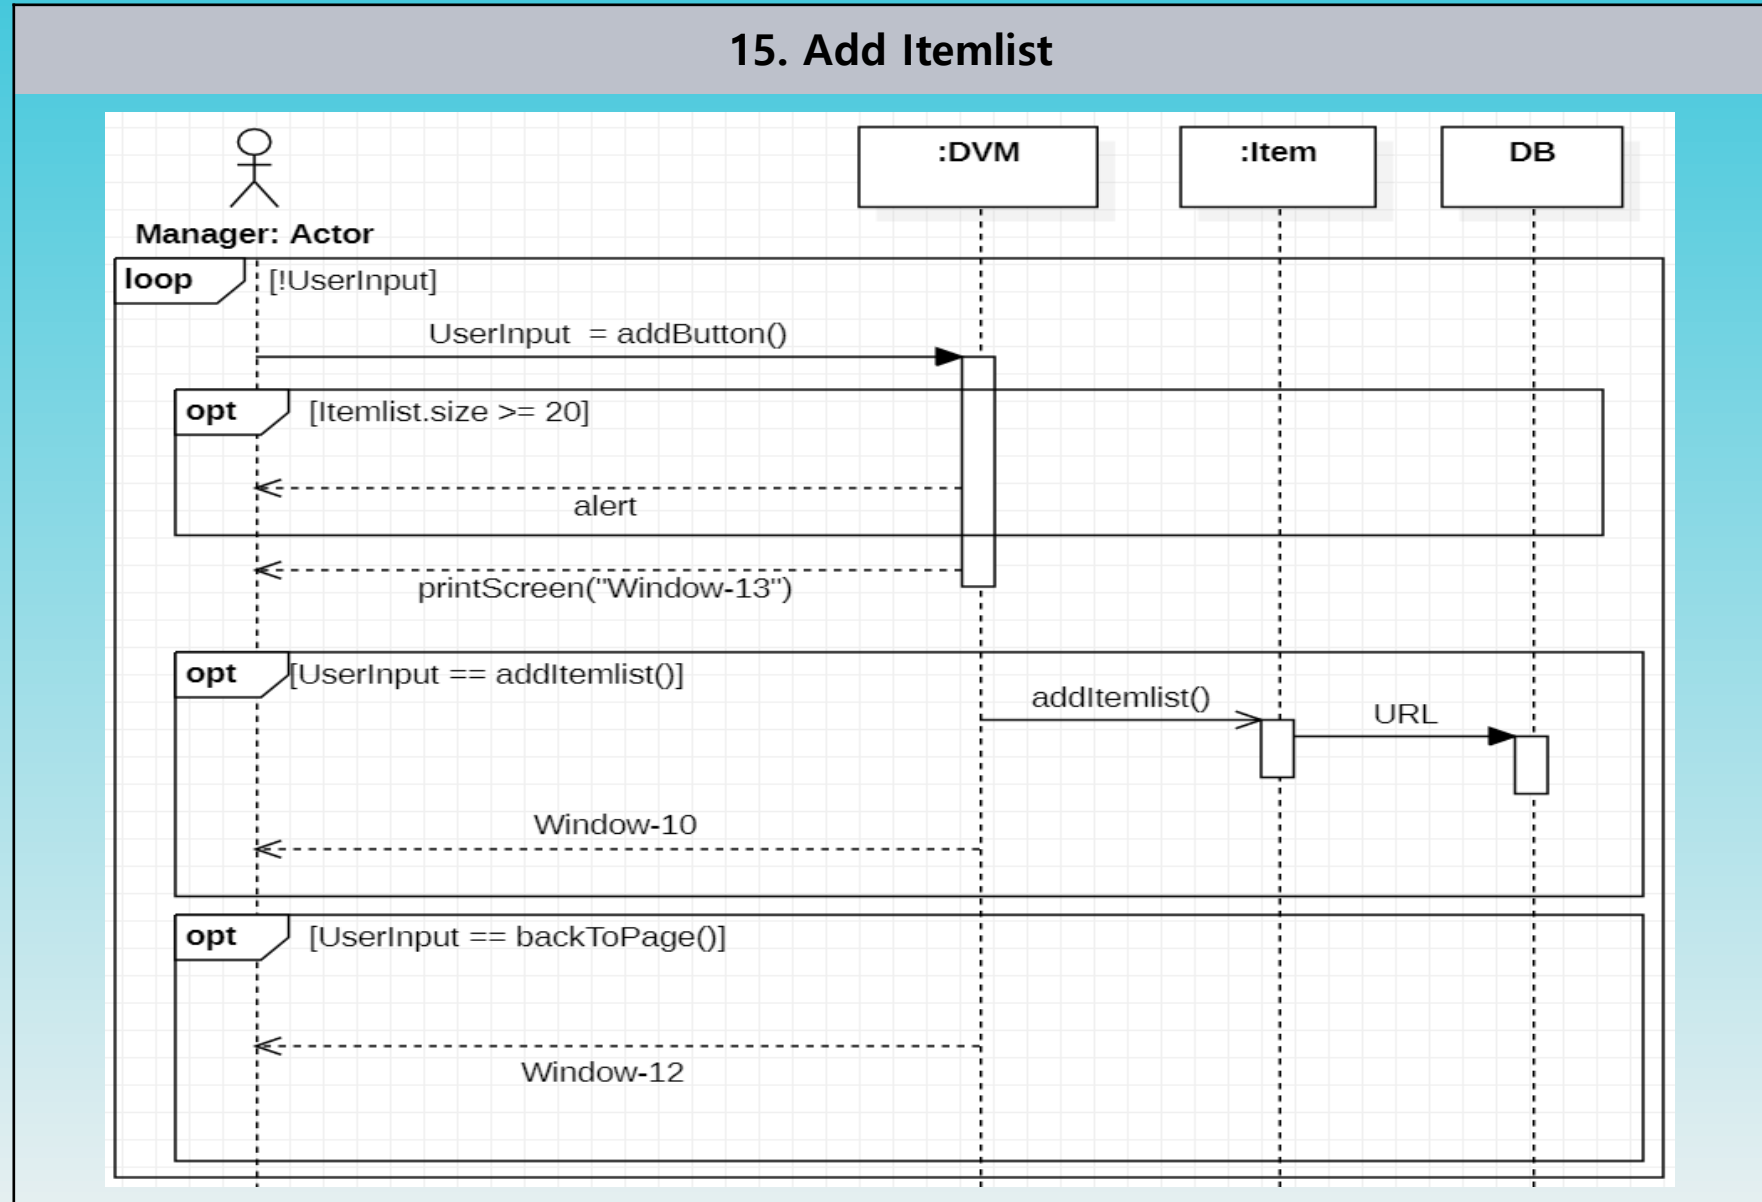 15. Add Itemlist
:DVM
:Item
DB
Manager: Actor
loop
[!UserInput]
UserInput  = addButton()
opt
[Itemlist.size >= 20]
alert
printScreen("Window-13")
opt
[UserInput == addItemlist()]
addItemlist()
URL
Window-10
opt
[UserInput == backToPage()]
Window-12